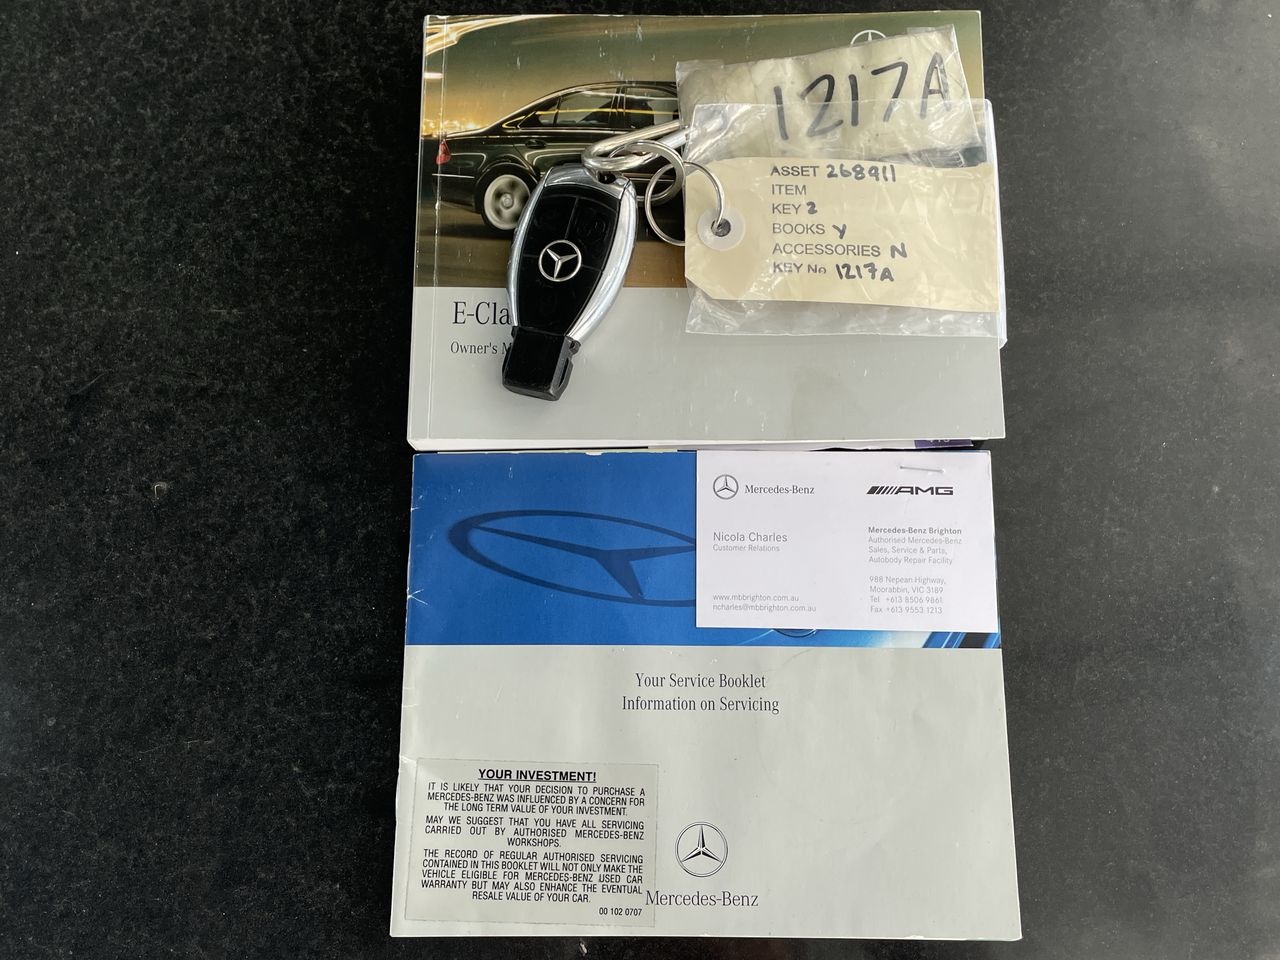 1217A
ASSET 268911
ITEM
KEY 2
BOOKS Y
ACCESSORIES N
KEY No 1217A
E-Cla
Owner's M
Mercedes-Benz
AMG
Nicola Charles
Customer Relations
www.mbbrighton.com.au
ncharles@mbbrighton.com.au
Mercedes-Benz Brighton
Authorised Mercedes-Benz
Sales, Service & Parts,
Autobody Repair Facility
988 Nepean Highway,
Moorabbin, VIC 3189
Tel +613 8506 9861
Fax +613 9553 1213
Your Service Booklet
Information on Servicing
YOUR INVESTMENT!
IT IS LIKELY THAT YOUR DECISION TO PURCHASE A
MERCEDES-BENZ WAS INFLUENCED BY A CONCERN FOR
THE LONG TERM VALUE OF YOUR INVESTMENT.
MAY WE SUGGEST THAT YOU HAVE ALL SERVICING
CARRIED OUT BY AUTHORISED MERCEDES-BENZ
WORKSHOPS.
THE RECORD OF REGULAR AUTHORISED SERVICING
CONTAINED IN THIS BOOKLET WILL NOT ONLY MAKE THE
VEHICLE ELIGIBLE FOR MERCEDES-BENZ USED CAR
WARRANTY BUT MAY ALSO ENHANCE THE EVENTUAL
RESALE VALUE OF YOUR CAR.
00 102 0707
Mercedes-Benz